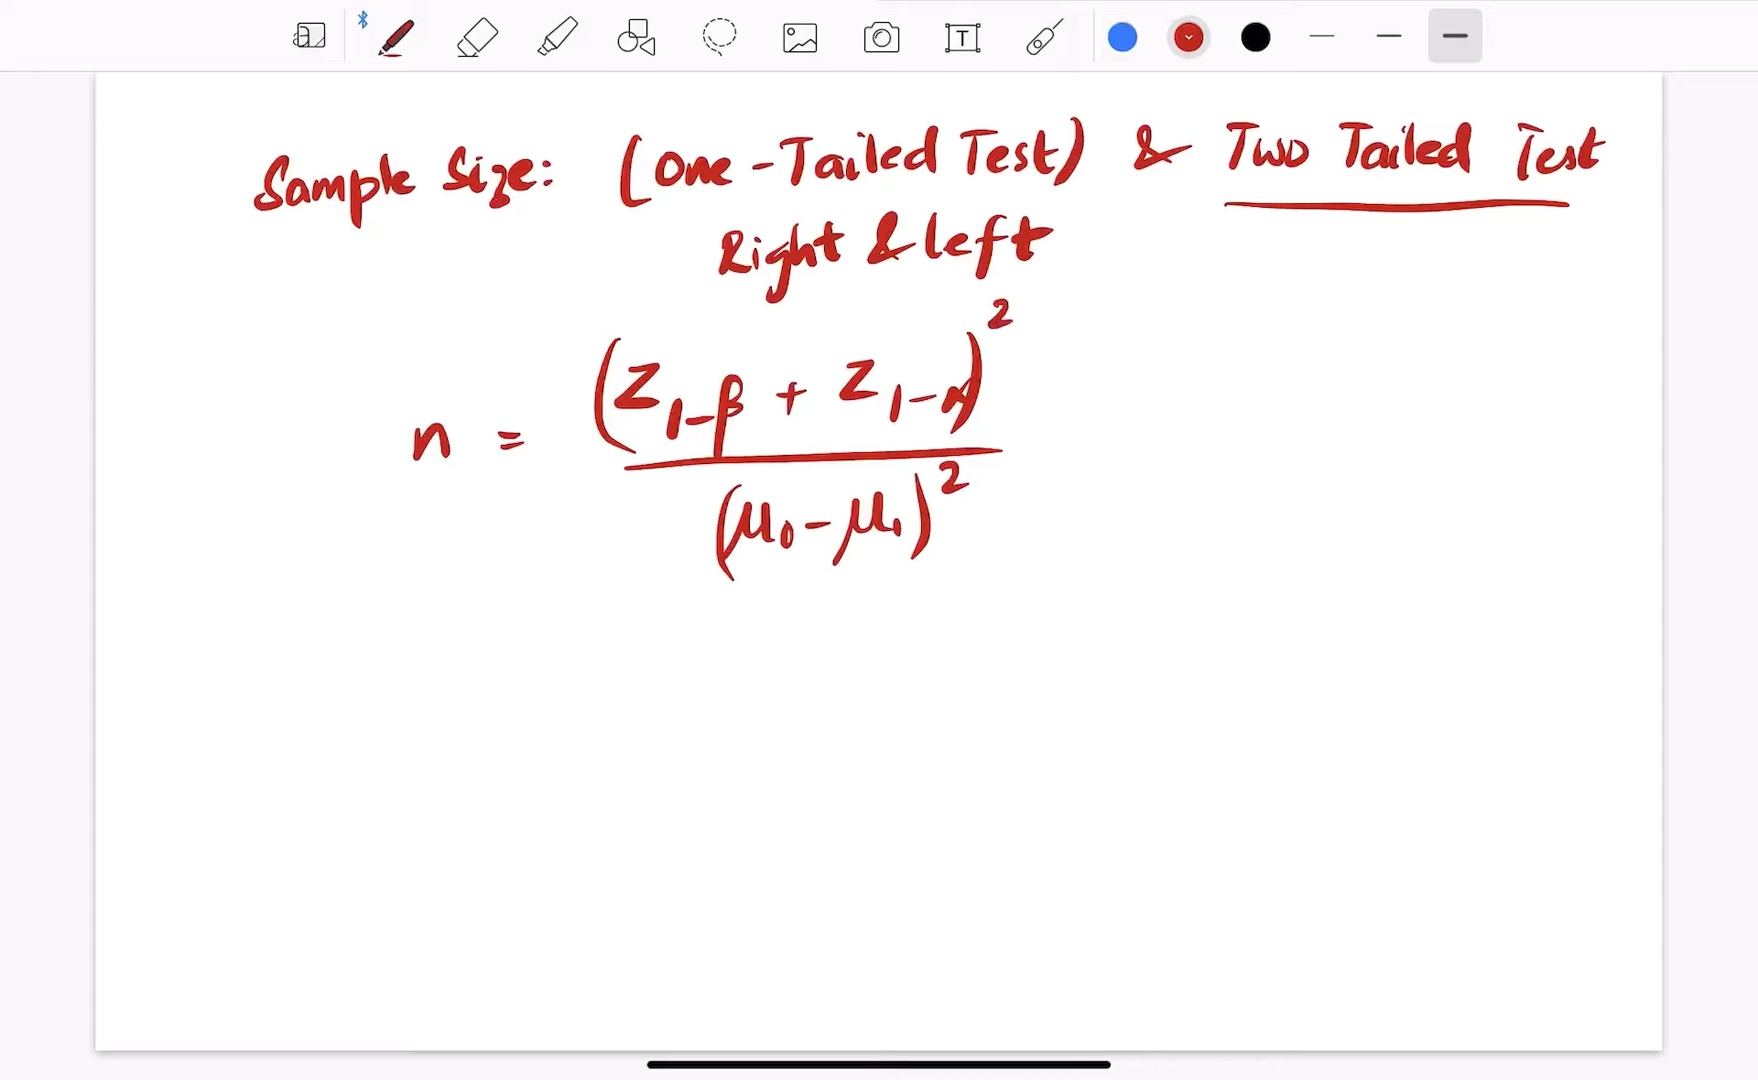 Sample Size: (One-Tailed Test) & Two Tailed Test
Right & left
n = (Z₁₋β + Z₁₋α)²
(μ₀ - μ₁)²